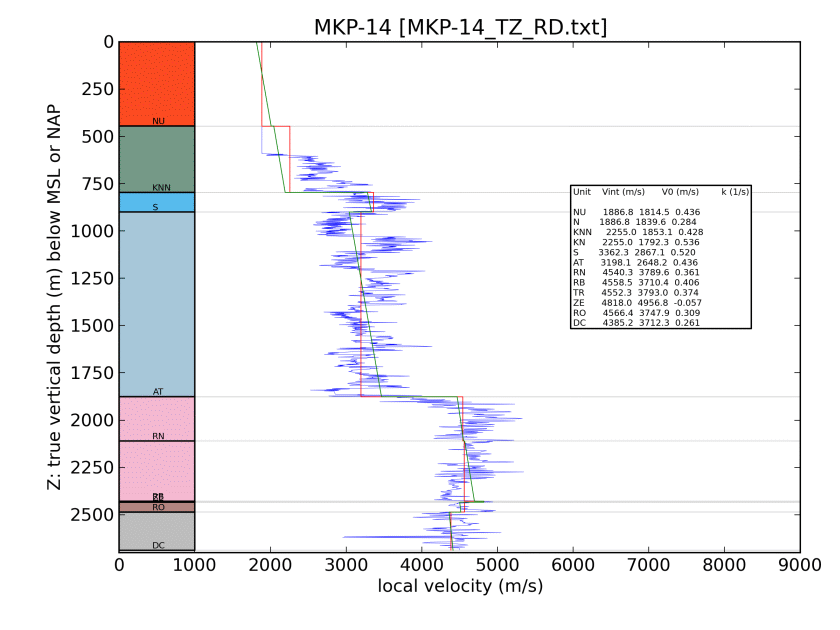 MKP-14 [MKP-14_TZ_RD.txt]
Z: true vertical depth (m) below MSL or NAP
0
250
500
750
1000
1250
1500
1750
2000
2250
2500
NU
KNN
S
AT
RN
RB
RO
DC
Unit Vint (m/s) V0 (m/s) k (1/s)
NU 1886.8 1814.5 0.436
N 1886.8 1839.6 0.284
KNN 2255.0 1853.1 0.428
KN 2255.0 1792.3 0.536
S 3362.3 2867.1 0.520
AT 3198.1 2648.2 0.436
RN 4540.3 3789.6 0.361
RB 4558.5 3710.4 0.406
TR 4552.3 3793.0 0.374
ZE 4818.0 4956.8 -0.057
RO 4566.4 3747.9 0.309
DC 4385.2 3712.3 0.261
0 1000 2000 3000 4000 5000 6000 7000 8000 9000
local velocity (m/s)